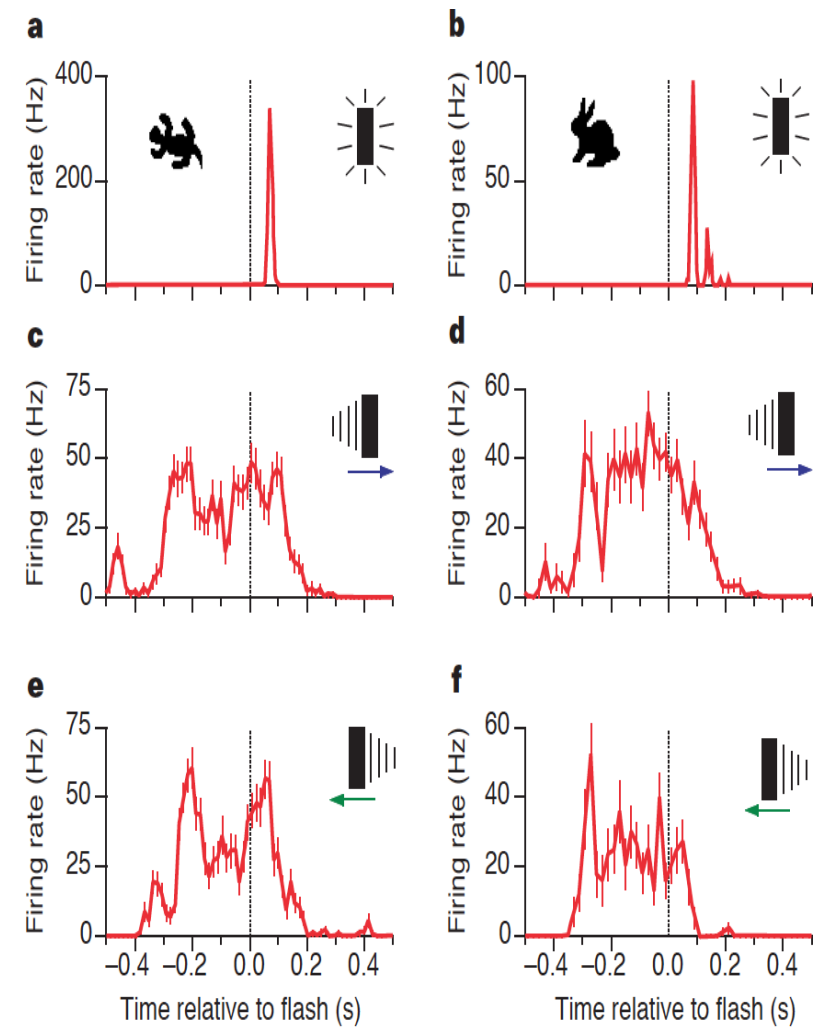 a
b
400
200
0
Firing rate (Hz)
100
50
0
Firing rate (Hz)
c
d
75
50
25
0
Firing rate (Hz)
60
40
20
0
Firing rate (Hz)
e
f
75
50
25
0
Firing rate (Hz)
60
40
20
0
Firing rate (Hz)
−0.4 −0.2 0.0 0.2 0.4
−0.4 −0.2 0.0 0.2 0.4
Time relative to flash (s)
Time relative to flash (s)